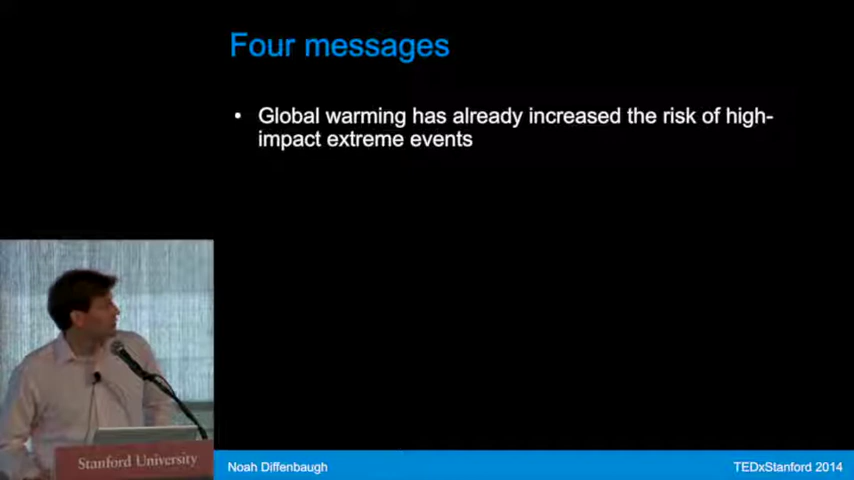 Four messages
• Global warming has already increased the risk of high-
impact extreme events
Stanford University
Noah Diffenbaugh
TEDxStanford 2014